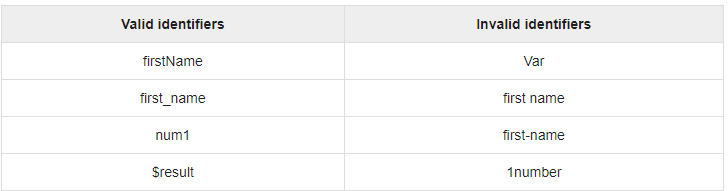 Valid identifiers Invalid identifiers
firstName Var
first_name first name
num1 first-name
$result 1number